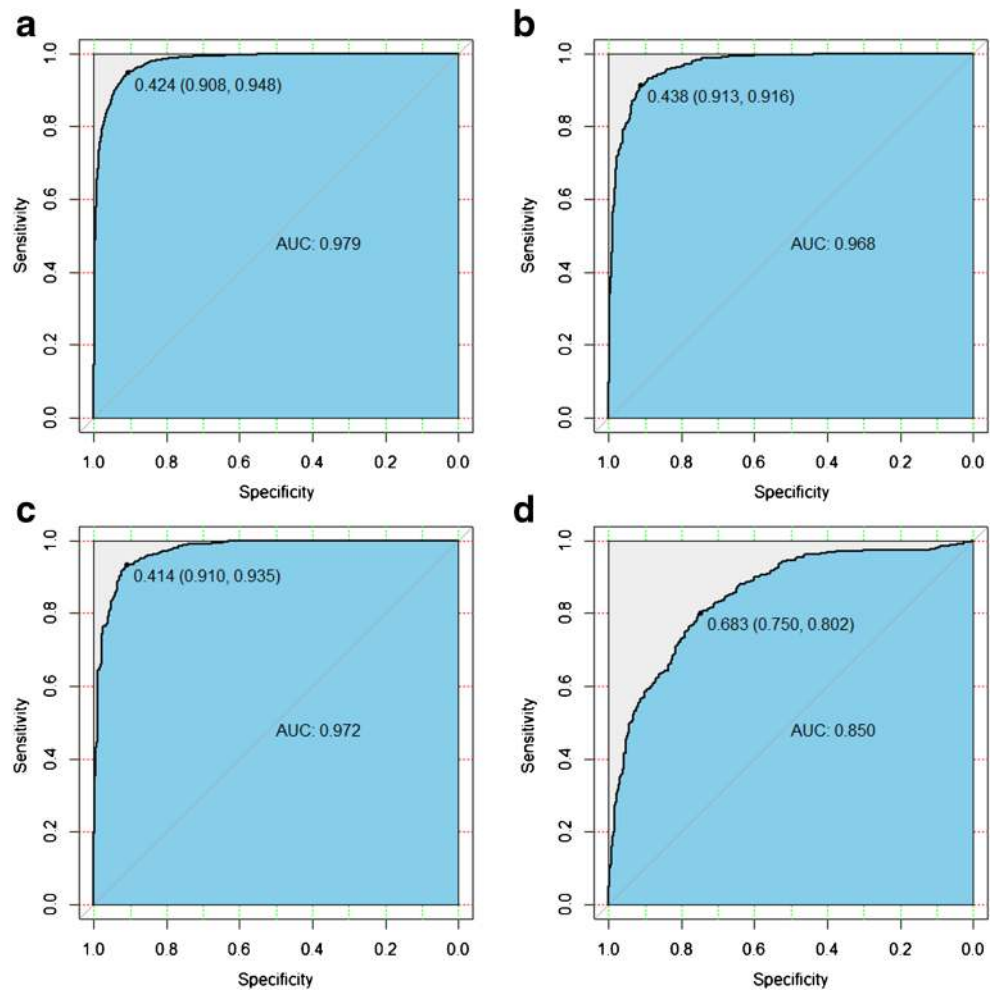 a
1.0
0.8
0.6
0.4
0.2
0.0
Sensitivity
0.424 (0.908, 0.948)
AUC: 0.979
1.0 0.8 0.6 0.4 0.2 0.0
Specificity
b
1.0
0.8
0.6
0.4
0.2
0.0
Sensitivity
0.438 (0.913, 0.916)
AUC: 0.968
1.0 0.8 0.6 0.4 0.2 0.0
Specificity
c
1.0
0.8
0.6
0.4
0.2
0.0
Sensitivity
0.414 (0.910, 0.935)
AUC: 0.972
1.0 0.8 0.6 0.4 0.2 0.0
Specificity
d
1.0
0.8
0.6
0.4
0.2
0.0
Sensitivity
0.683 (0.750, 0.802)
AUC: 0.850
1.0 0.8 0.6 0.4 0.2 0.0
Specificity